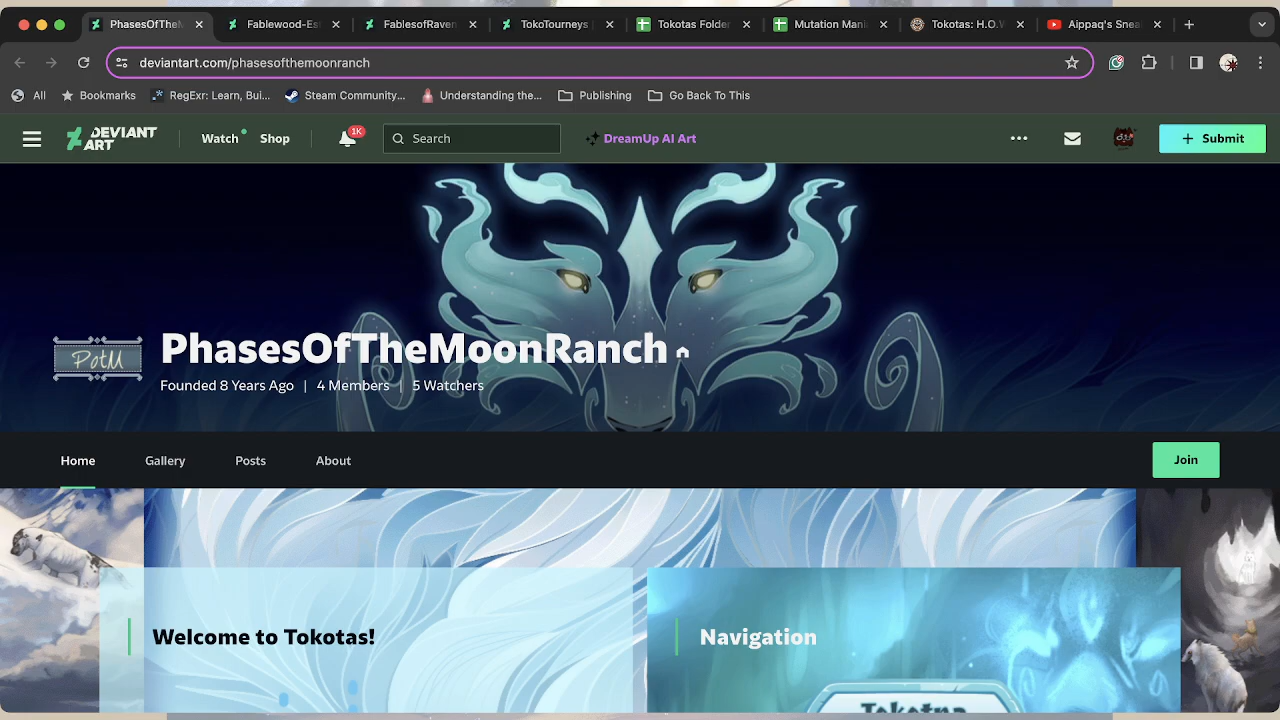 PhasesOfTheM
Fablewood-Es
FablesofRaven
TokoTourneys
Tokotas Folder
Mutation Mani
Tokotas: H.O.W
Aippaq's Snea
deviantart.com/phasesofthemoonranch
All Bookmarks RegExr: Learn, Bui... Steam Community... Understanding the... Publishing Go Back To This
DEVIANT
ART
Watch Shop 1K Search DreamUp AI Art ••• + Submit
PotM
PhasesOfTheMoonRanch
Founded 8 Years Ago | 4 Members | 5 Watchers
Home Gallery Posts About Join
Welcome to Tokotas!
Navigation